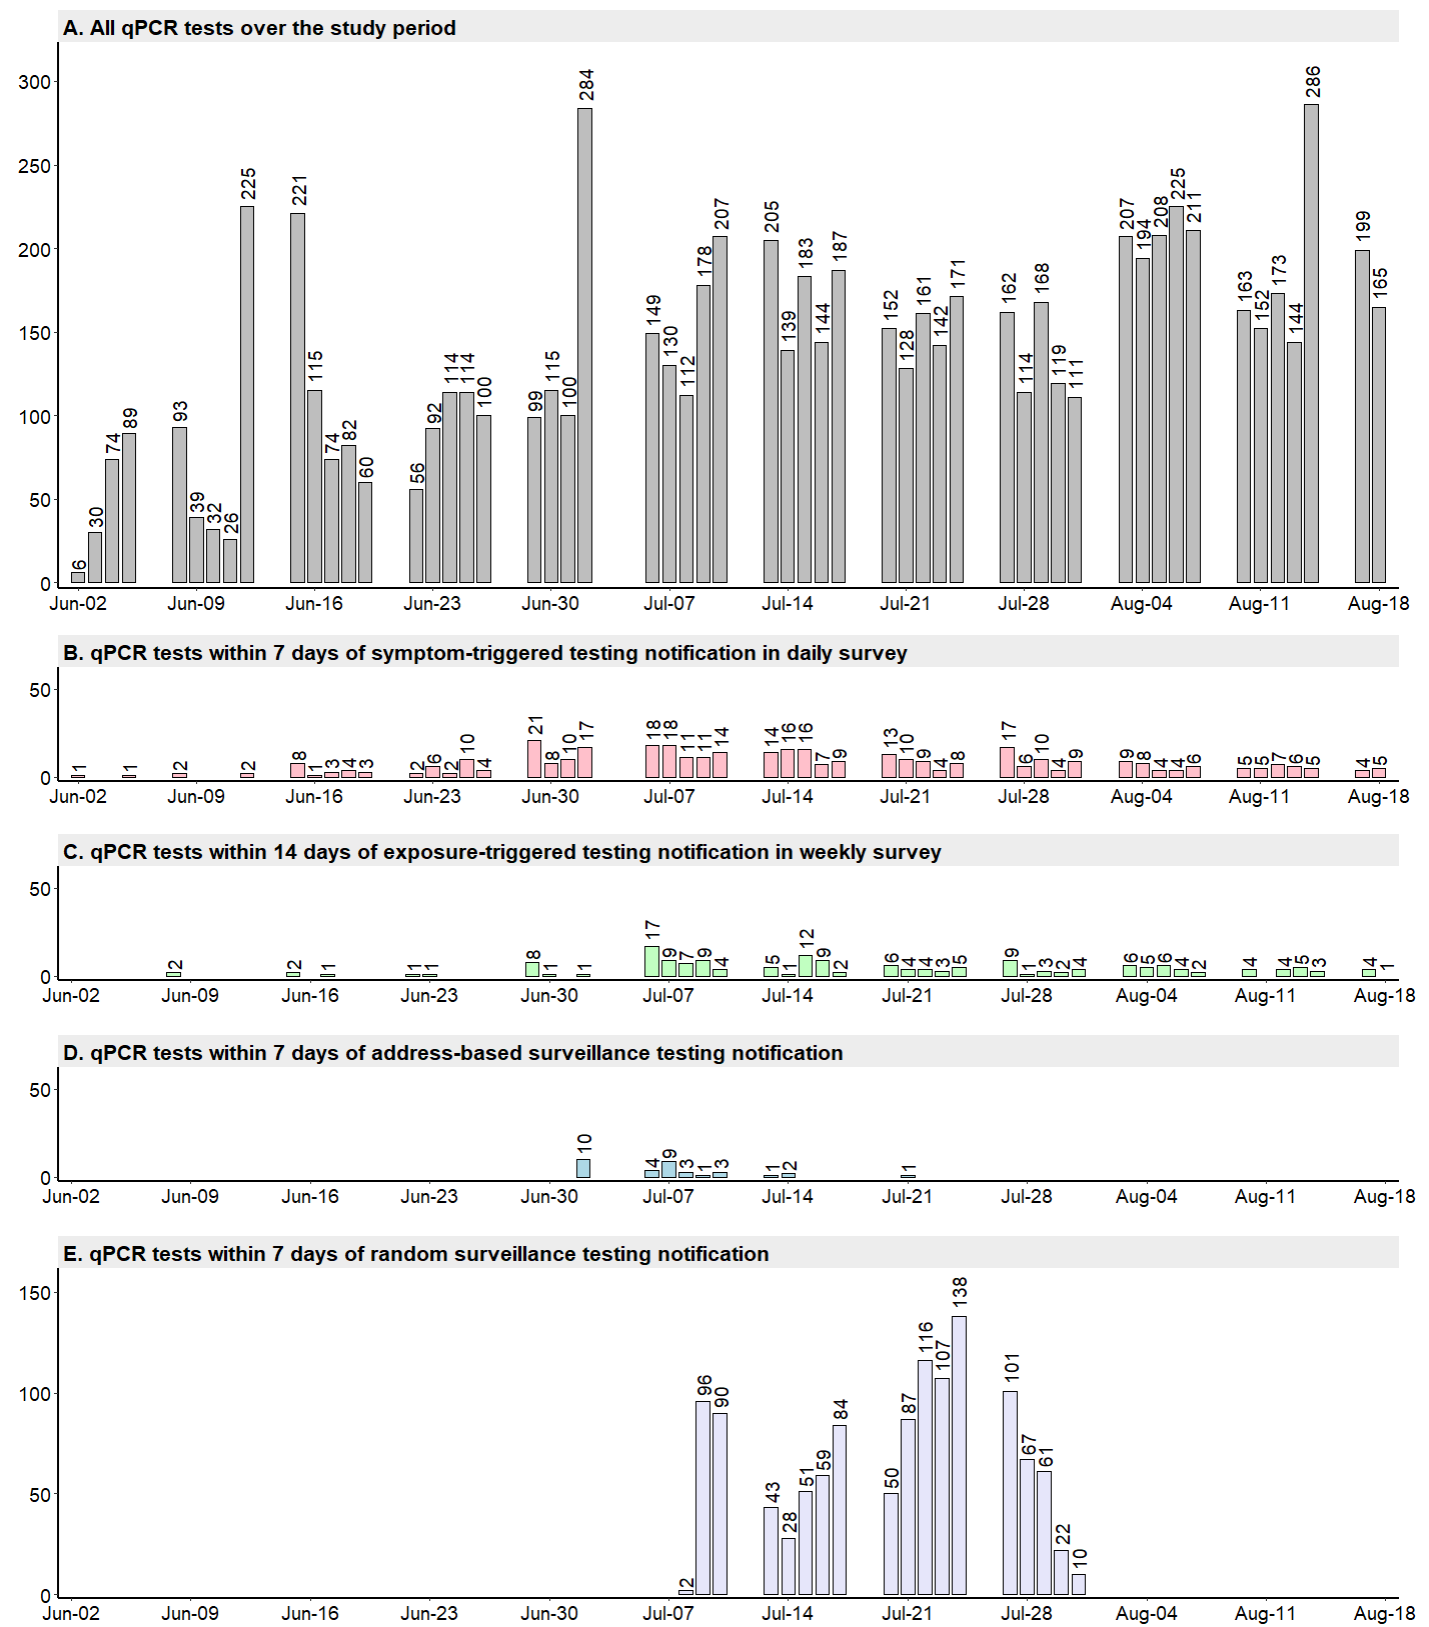 A. All qPCR tests over the study period
300
250
200
150
100
50
0
6 30 74 89 93 39 32 26 225 221 115 74 82 60 56 92 114 114 100 99 115 100 284 149 130 112 178 207 205 139 183 144 187 152 128 161 142 171 162 114 168 119 111 207 194 208 225 211 163 152 173 144 286 199 165
Jun-02 Jun-09 Jun-16 Jun-23 Jun-30 Jul-07 Jul-14 Jul-21 Jul-28 Aug-04 Aug-11 Aug-18
B. qPCR tests within 7 days of symptom-triggered testing notification in daily survey
50
0
1 1 2 2 8 1 3 4 3 2 6 2 10 4 21 8 10 17 18 18 11 11 14 14 16 16 7 9 13 10 9 4 8 17 6 10 4 9 9 8 4 4 6 5 5 7 6 5 4 5
Jun-02 Jun-09 Jun-16 Jun-23 Jun-30 Jul-07 Jul-14 Jul-21 Jul-28 Aug-04 Aug-11 Aug-18
C. qPCR tests within 14 days of exposure-triggered testing notification in weekly survey
50
0
2 2 1 1 1 8 1 1 17 9 7 9 4 5 1 12 9 2 6 4 4 3 5 9 1 3 2 4 6 5 6 4 2 4 4 5 3 4 1
Jun-02 Jun-09 Jun-16 Jun-23 Jun-30 Jul-07 Jul-14 Jul-21 Jul-28 Aug-04 Aug-11 Aug-18
D. qPCR tests within 7 days of address-based surveillance testing notification
50
0
10 4 9 3 1 3 1 2 1
Jun-02 Jun-09 Jun-16 Jun-23 Jun-30 Jul-07 Jul-14 Jul-21 Jul-28 Aug-04 Aug-11 Aug-18
E. qPCR tests within 7 days of random surveillance testing notification
150
100
50
0
2 96 90 43 28 51 59 84 50 87 116 107 138 101 67 61 22 10
Jun-02 Jun-09 Jun-16 Jun-23 Jun-30 Jul-07 Jul-14 Jul-21 Jul-28 Aug-04 Aug-11 Aug-18